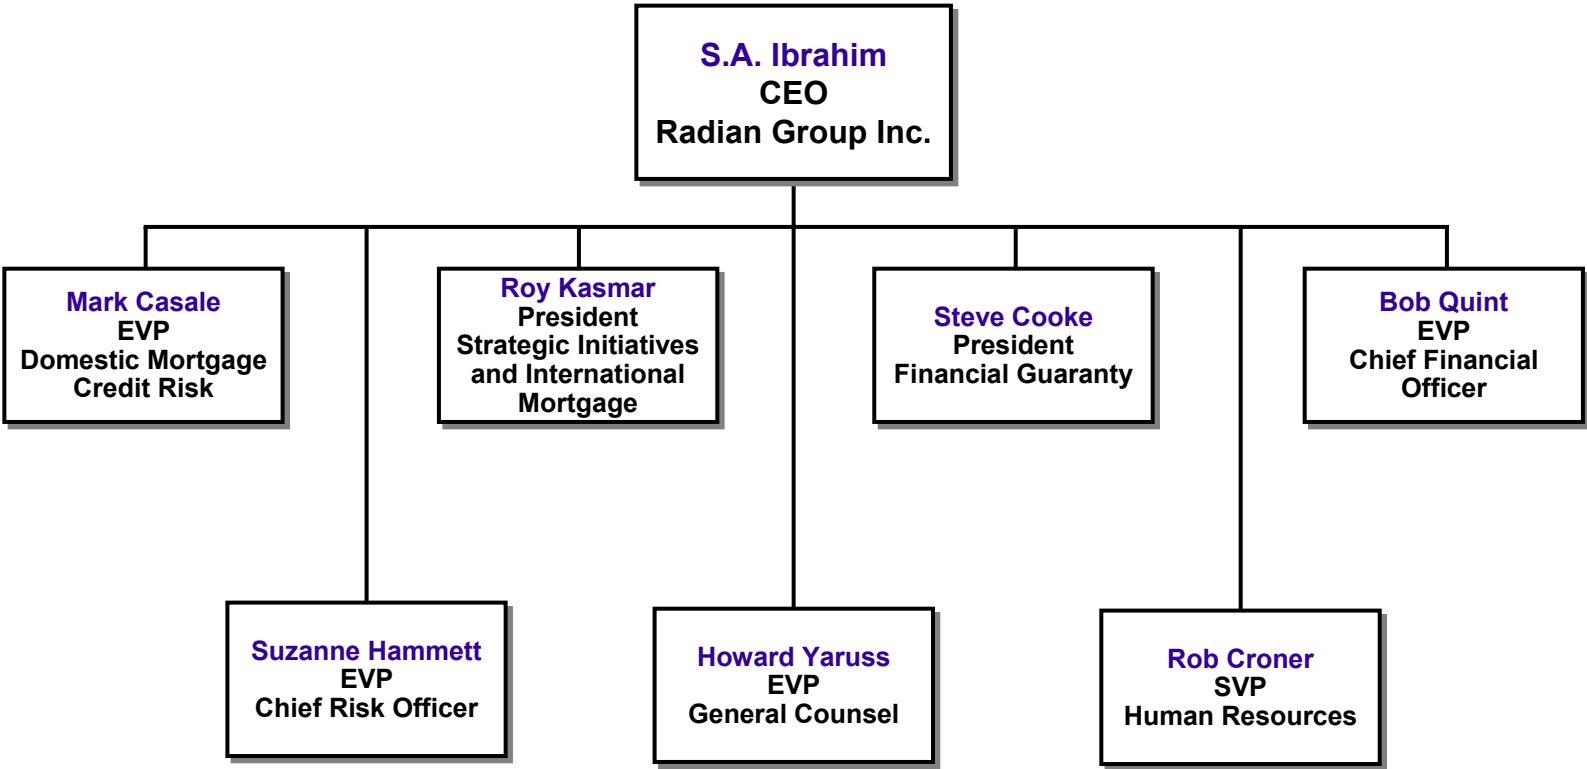 S.A. Ibrahim
CEO
Radian Group Inc.
Mark Casale
EVP
Domestic Mortgage
Credit Risk
Roy Kasmar
President
Strategic Initiatives
and International
Mortgage
Steve Cooke
President
Financial Guaranty
Bob Quint
EVP
Chief Financial
Officer
Suzanne Hammett
EVP
Chief Risk Officer
Howard Yaruss
EVP
General Counsel
Rob Croner
SVP
Human Resources